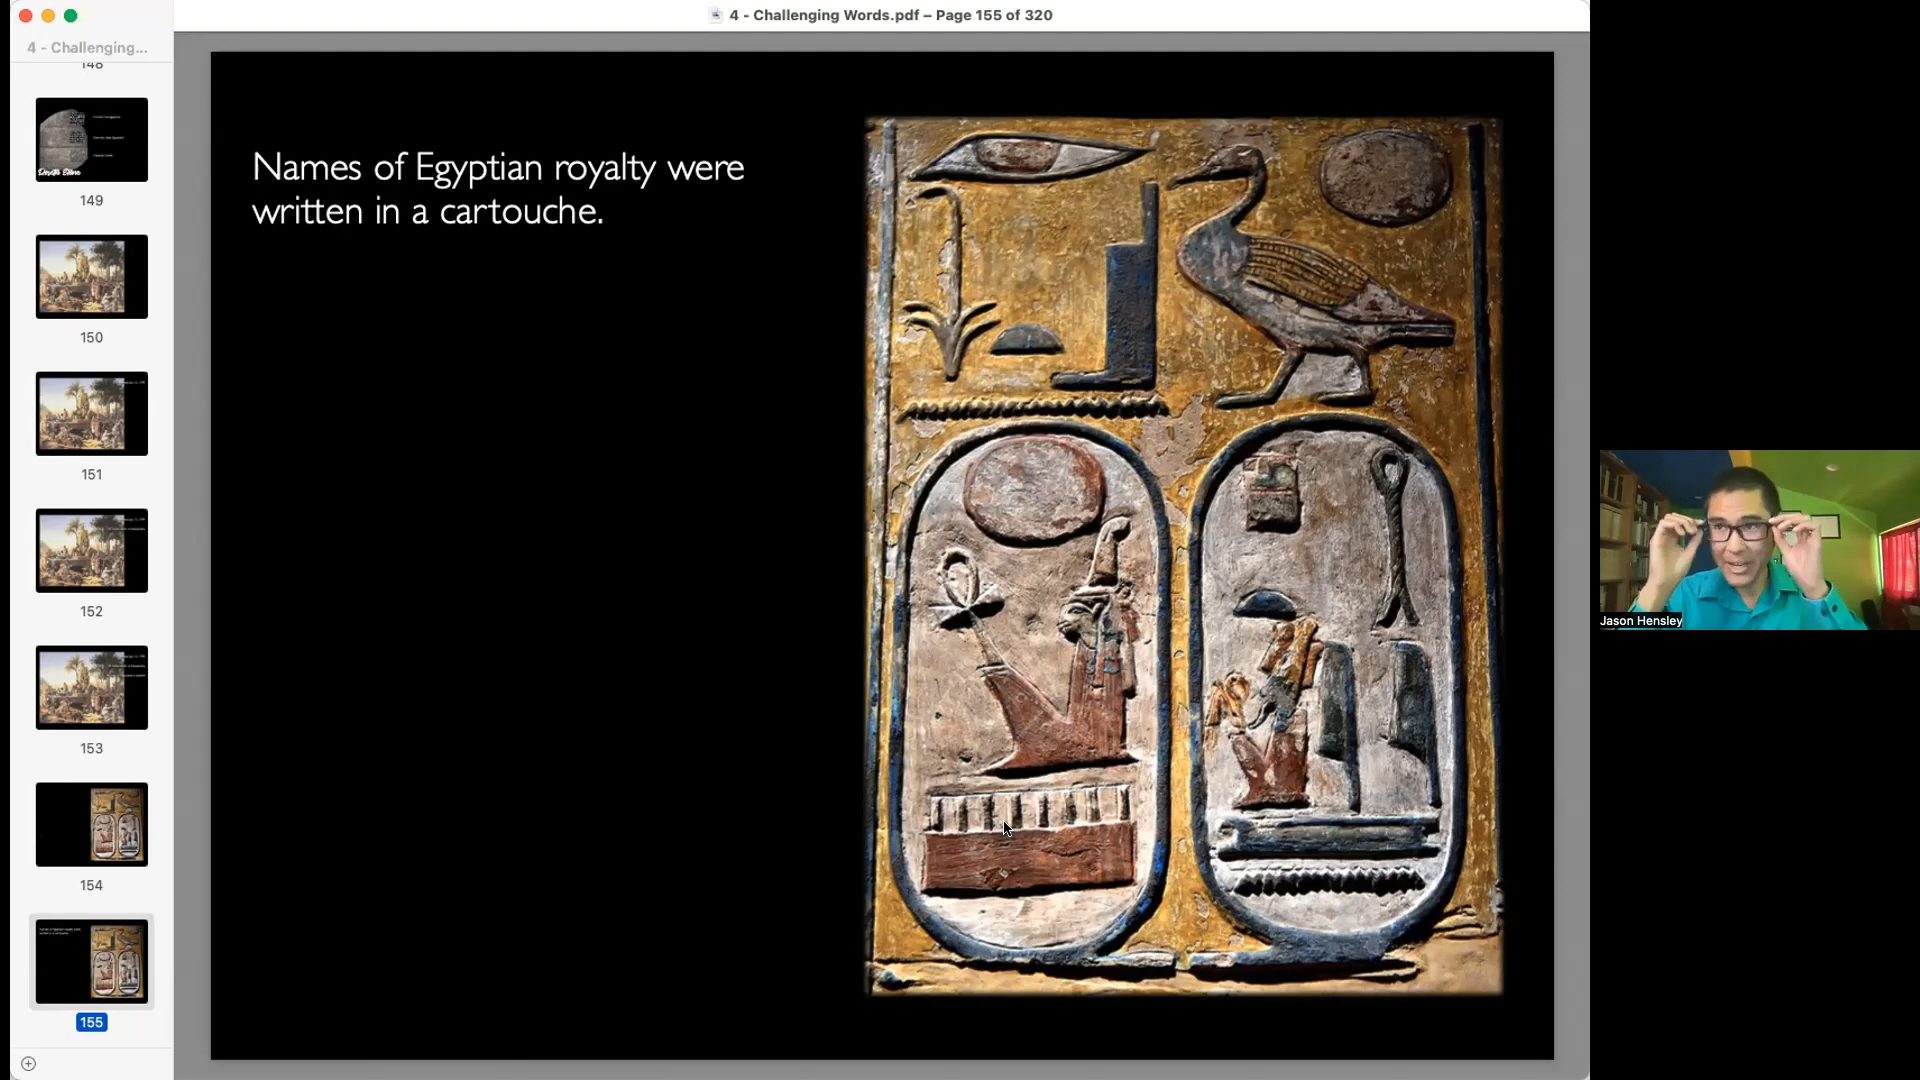 4 - Challenging Words.pdf – Page 155 of 320
4 - Challenging...
148
149
150
151
152
153
154
155
Names of Egyptian royalty were
written in a cartouche.
Jason Hensley